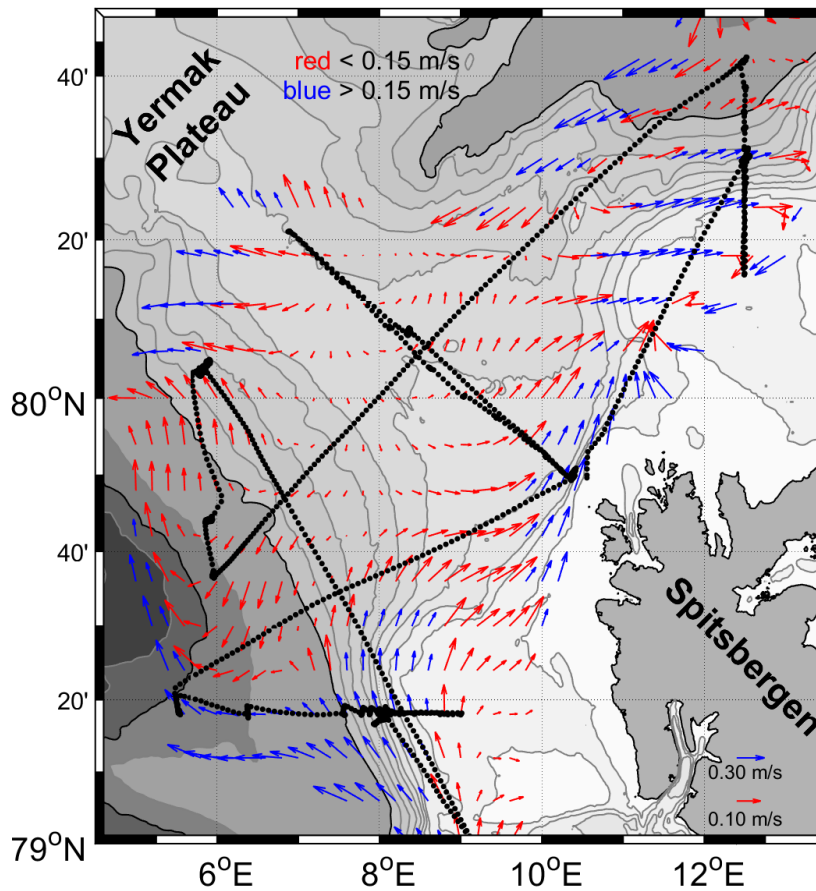 Yermak
Plateau
red < 0.15 m/s
blue > 0.15 m/s
40'
20'
80°N
40'
20'
79°N
Spitsbergen
0.30 m/s
0.10 m/s
6°E
8°E
10°E
12°E